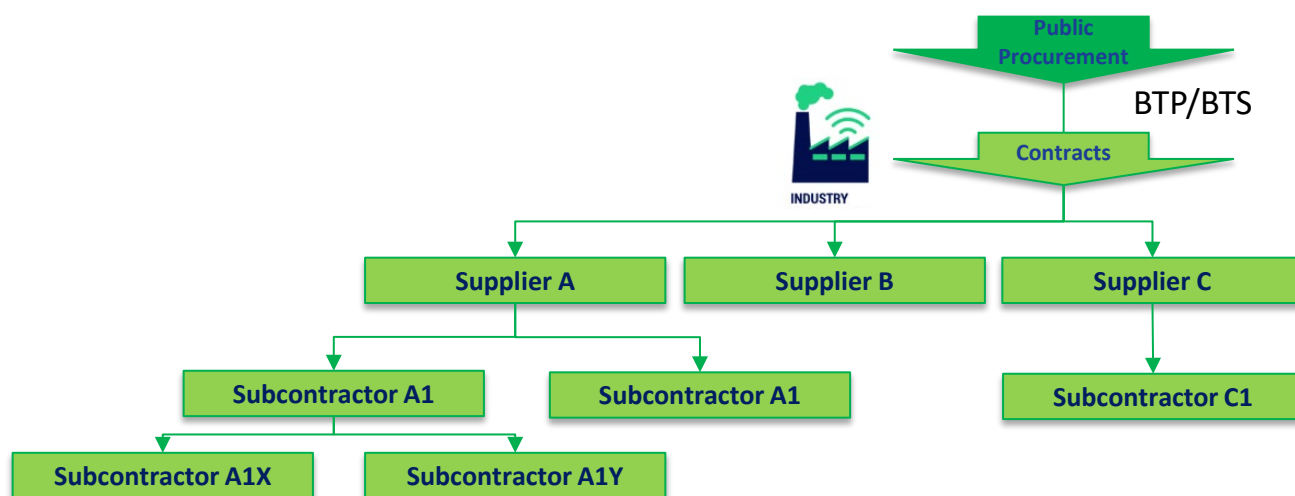 Public
Procurement
BTP/BTS
Contracts
INDUSTRY
Supplier A
Supplier B
Supplier C
Subcontractor A1
Subcontractor A1
Subcontractor C1
Subcontractor A1X
Subcontractor A1Y